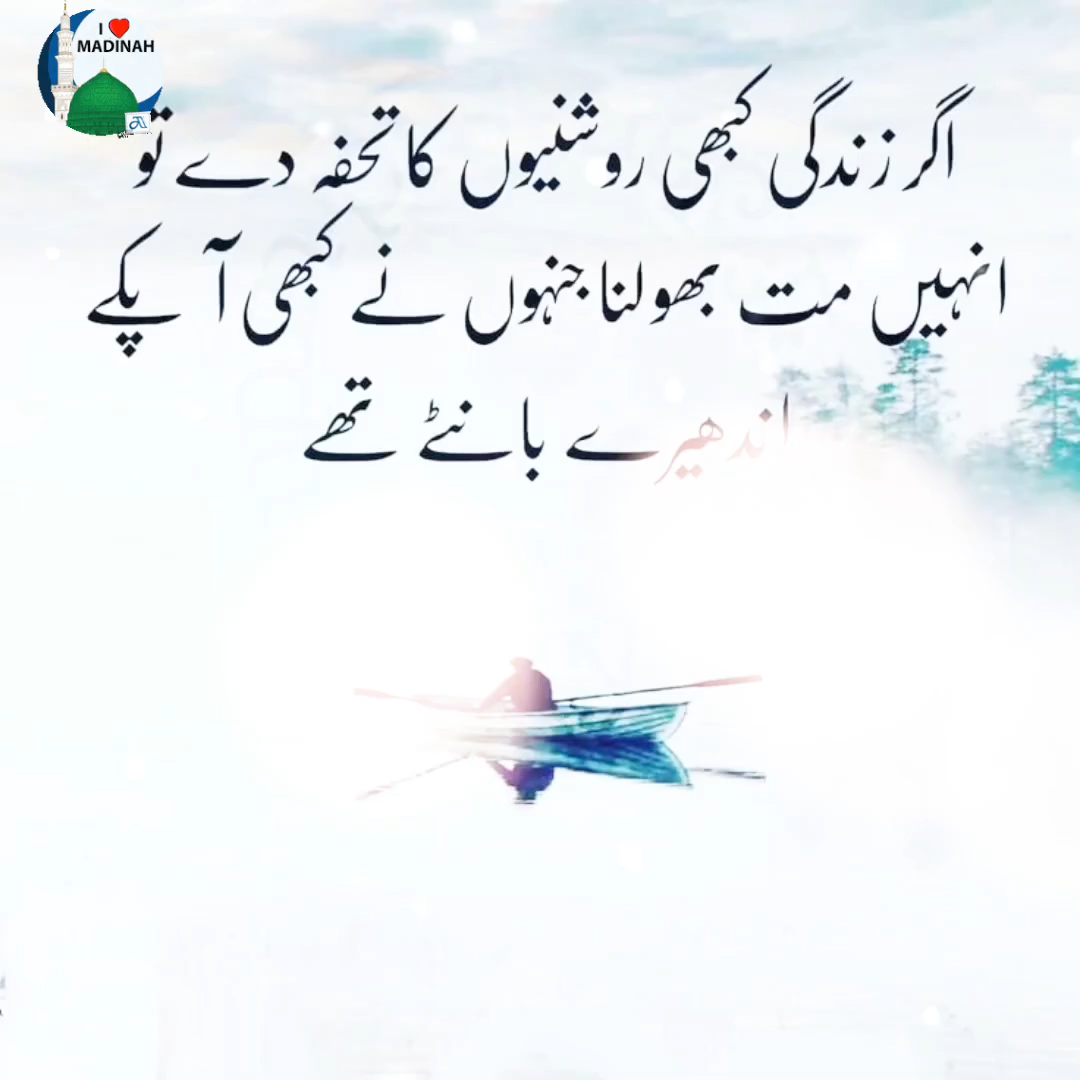 I ❤ MADINAH
اگر زندگی کبھی روشنیوں کا تحفہ دے تو
انہیں مت بھولنا جنہوں نے کبھی آپکے
اندھیرے بانٹے تھے